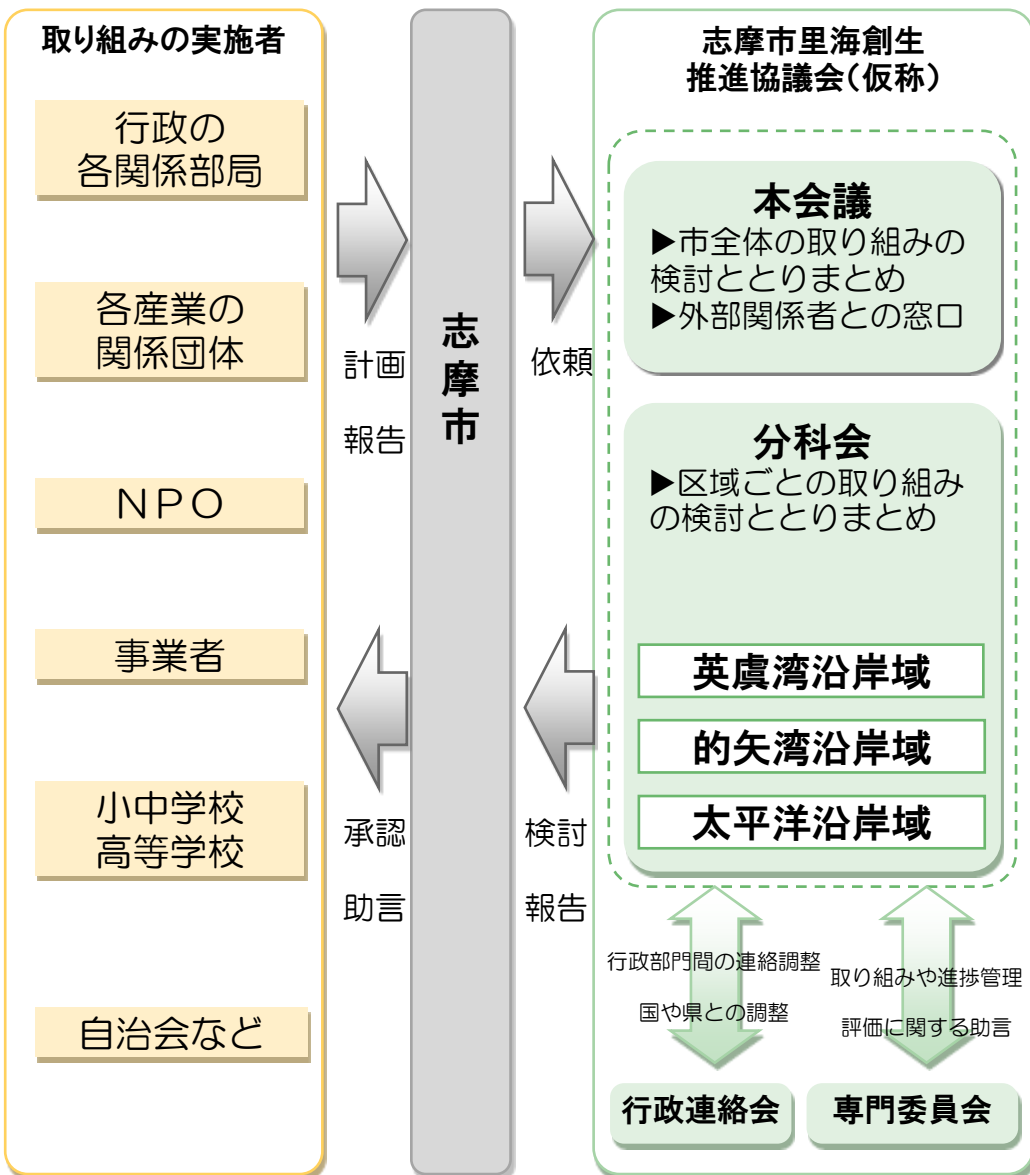 取り組みの実施者
行政の
各関係部局
各産業の
関係団体
NPO
事業者
小中学校
高等学校
自治会など
計画
報告
承認
助言
志摩市
依頼
検討
報告
志摩市里海創生
推進協議会(仮称)
本会議
▶市全体の取り組みの
検討ととりまとめ
▶外部関係者との窓口
分科会
▶区域ごとの取り組み
の検討ととりまとめ
英虞湾沿岸域
的矢湾沿岸域
太平洋沿岸域
行政部門間の連絡調整
国や県との調整
取り組みや進捗管理
評価に関する助言
行政連絡会
専門委員会